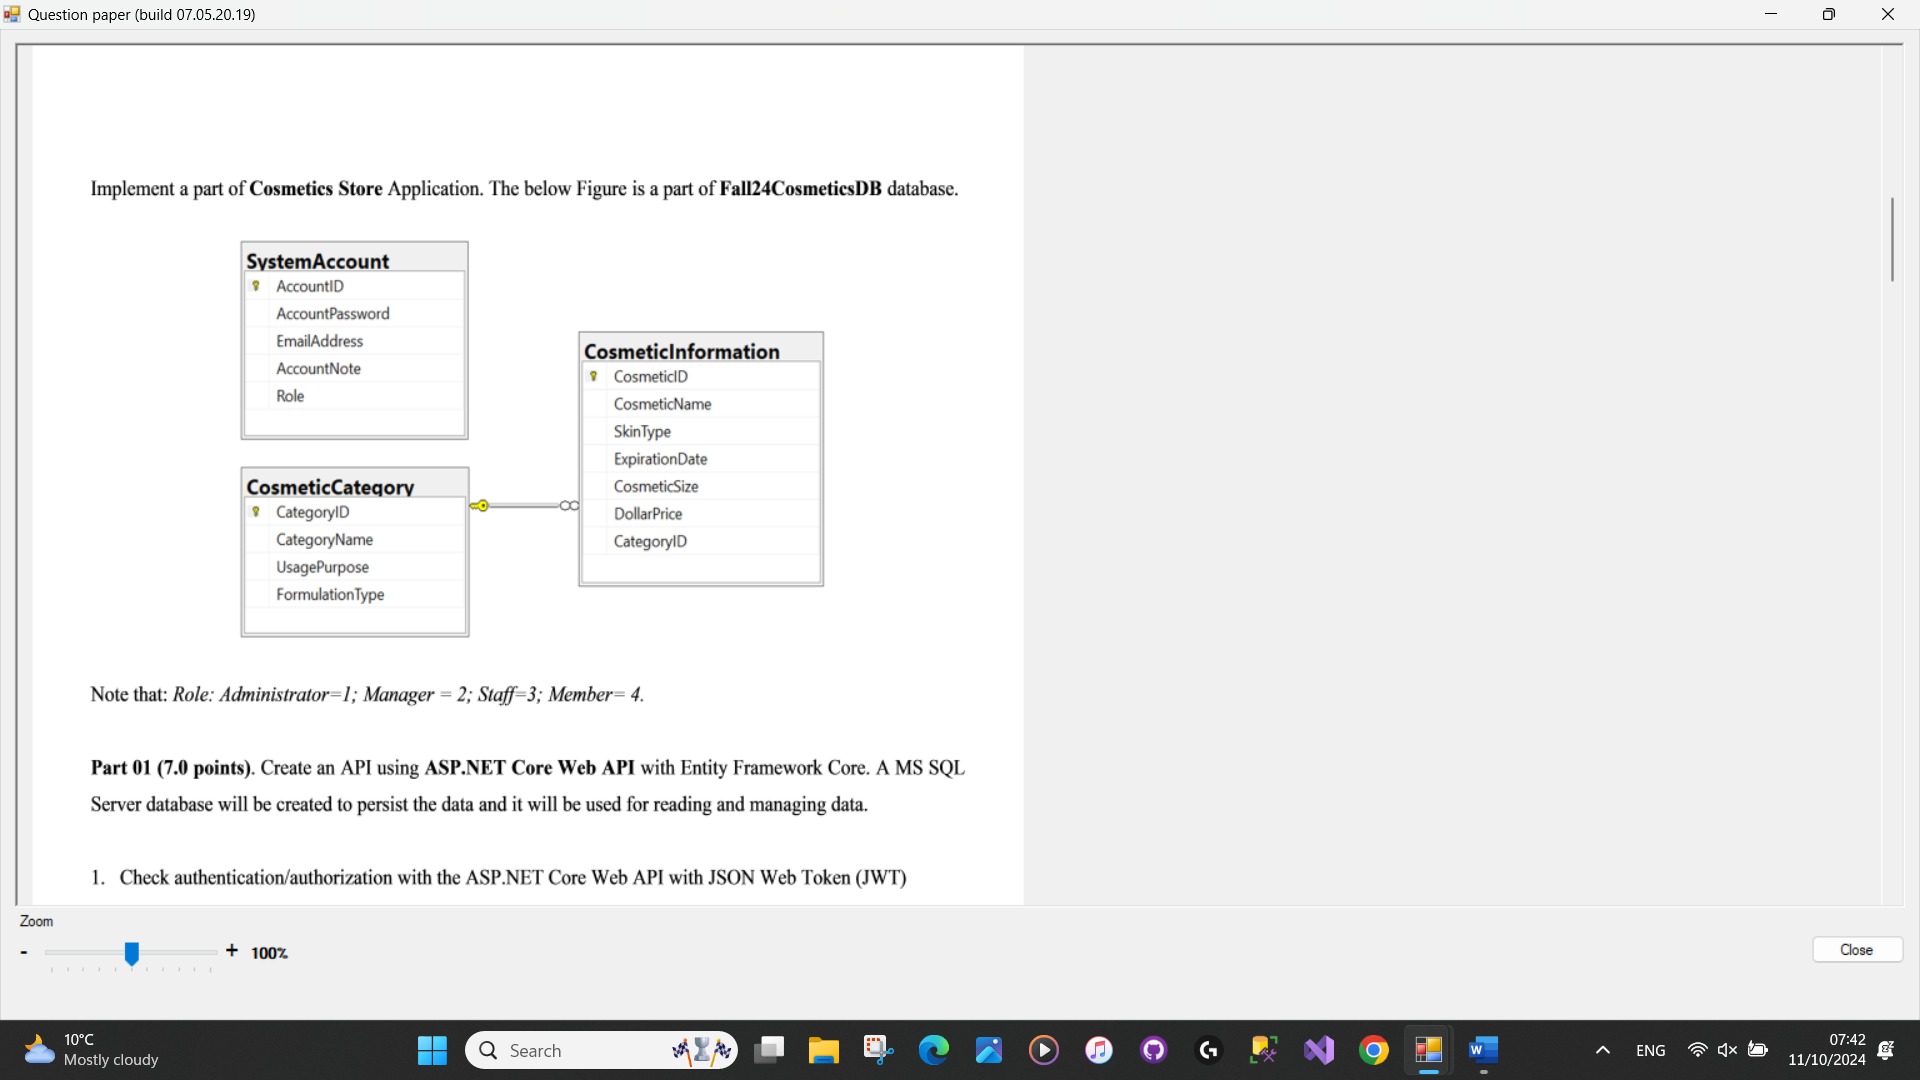 Question paper (build 07.05.20.19)
Implement a part of Cosmetics Store Application. The below Figure is a part of Fall24CosmeticsDB database.
SystemAccount
AccountID
AccountPassword
EmailAddress
AccountNote
Role
CosmeticInformation
CosmeticID
CosmeticName
SkinType
ExpirationDate
CosmeticSize
DollarPrice
CategoryID
CosmeticCategory
CategoryID
CategoryName
UsagePurpose
FormulationType
Note that: Role: Administrator=1; Manager = 2; Staff=3; Member= 4.
Part 01 (7.0 points). Create an API using ASP.NET Core Web API with Entity Framework Core. A MS SQL
Server database will be created to persist the data and it will be used for reading and managing data.
1. Check authentication/authorization with the ASP.NET Core Web API with JSON Web Token (JWT)
Zoom
- + 100%
Close
10°C
Mostly cloudy
Search
ENG
07:42
11/10/2024